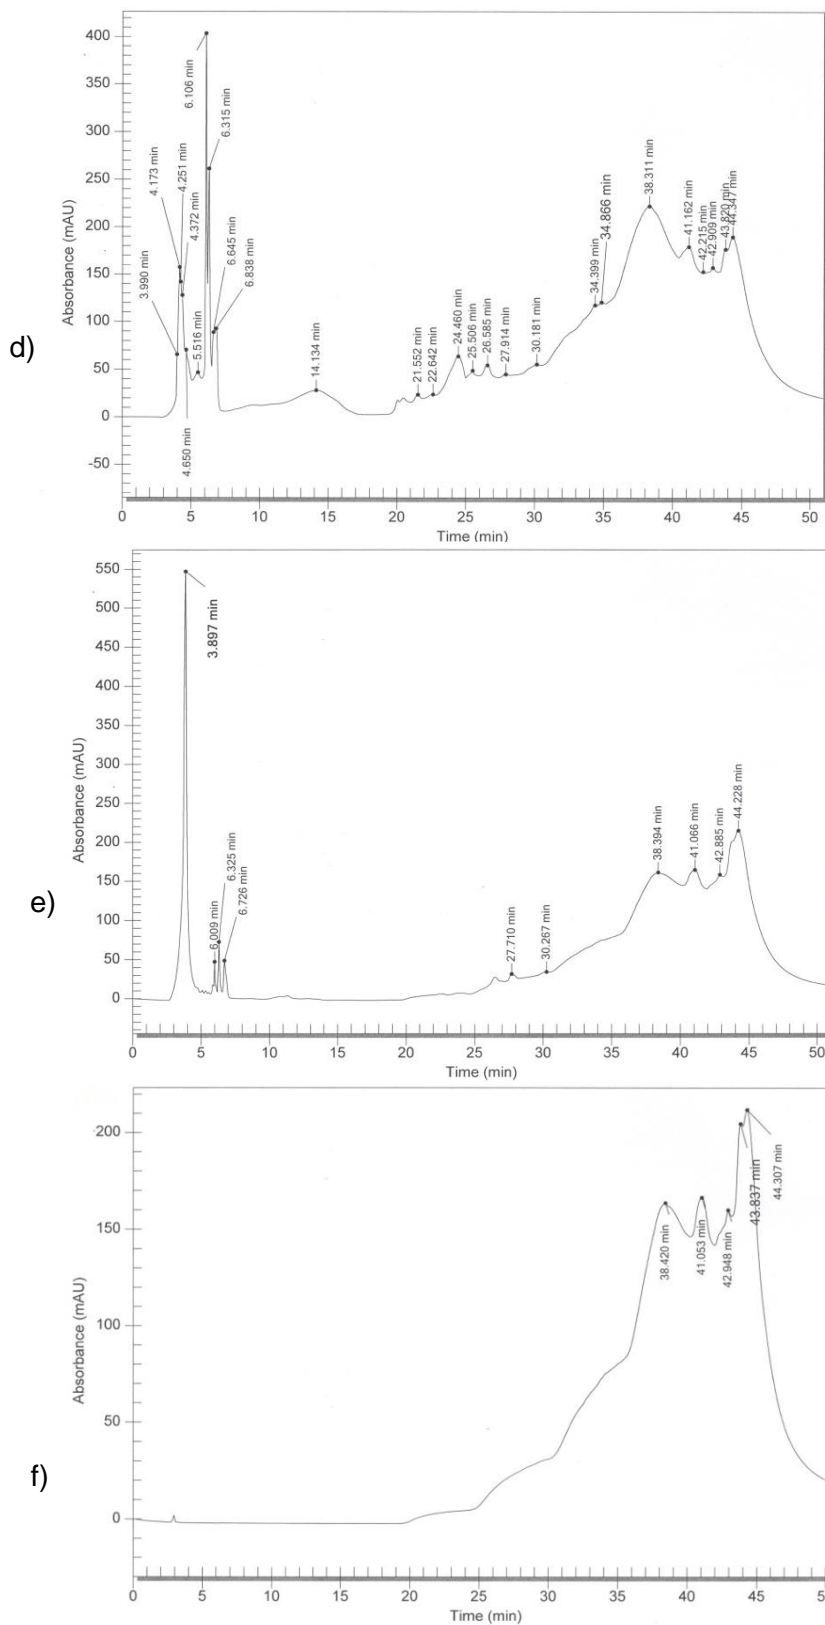 d)
Absorbance (mAU)
400
350
300
250
200
150
100
50
0
-50
3.990 min
4.173 min
4.251 min
4.372 min
4.650 min
5.516 min
6.106 min
6.315 min
6.645 min
6.838 min
14.134 min
21.552 min
22.642 min
24.460 min
25.506 min
26.585 min
27.914 min
30.181 min
34.399 min
34.866 min
38.311 min
41.162 min
42.215 min
42.909 min
43.820 min
44.347 min
0 5 10 15 20 25 30 35 40 45 50
Time (min)
e)
Absorbance (mAU)
550
500
450
400
350
300
250
200
150
100
50
0
3.897 min
6.009 min
6.325 min
6.726 min
27.710 min
30.267 min
38.394 min
41.066 min
42.885 min
44.228 min
0 5 10 15 20 25 30 35 40 45 50
Time (min)
f)
Absorbance (mAU)
200
150
100
50
0
38.420 min
41.053 min
42.948 min
43.837 min
44.307 min
0 5 10 15 20 25 30 35 40 45 50
Time (min)